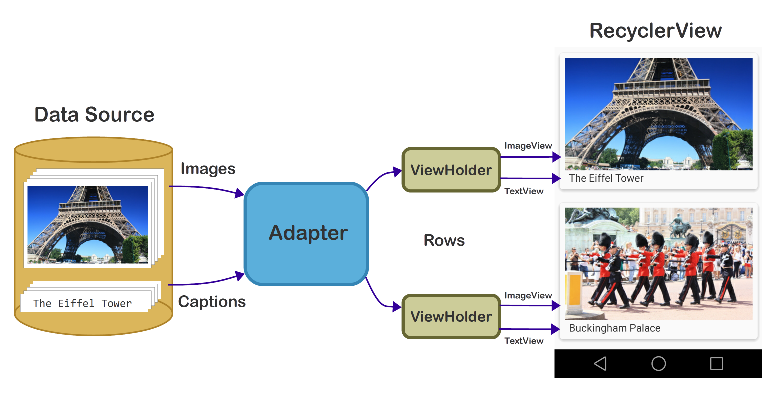 RecyclerView
Data Source
Images
The Eiffel Tower
Captions
Adapter
ViewHolder
ImageView
TextView
The Eiffel Tower
Rows
ViewHolder
ImageView
TextView
Buckingham Palace